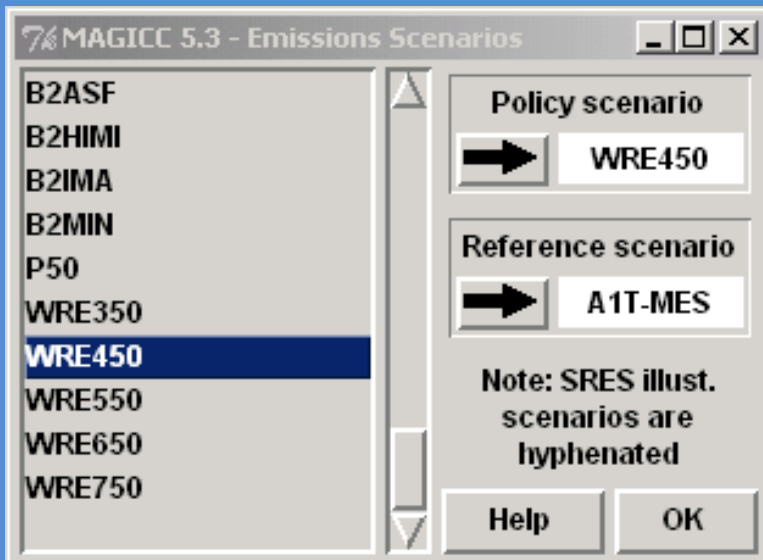 MAGICC 5.3 - Emissions Scenarios
B2ASF
B2HIMI
B2IMA
B2MIN
P50
WRE350
WRE450
WRE550
WRE650
WRE750
Policy scenario
WRE450
Reference scenario
A1T-MES
Note: SRES illust.
scenarios are
hyphenated
Help
OK